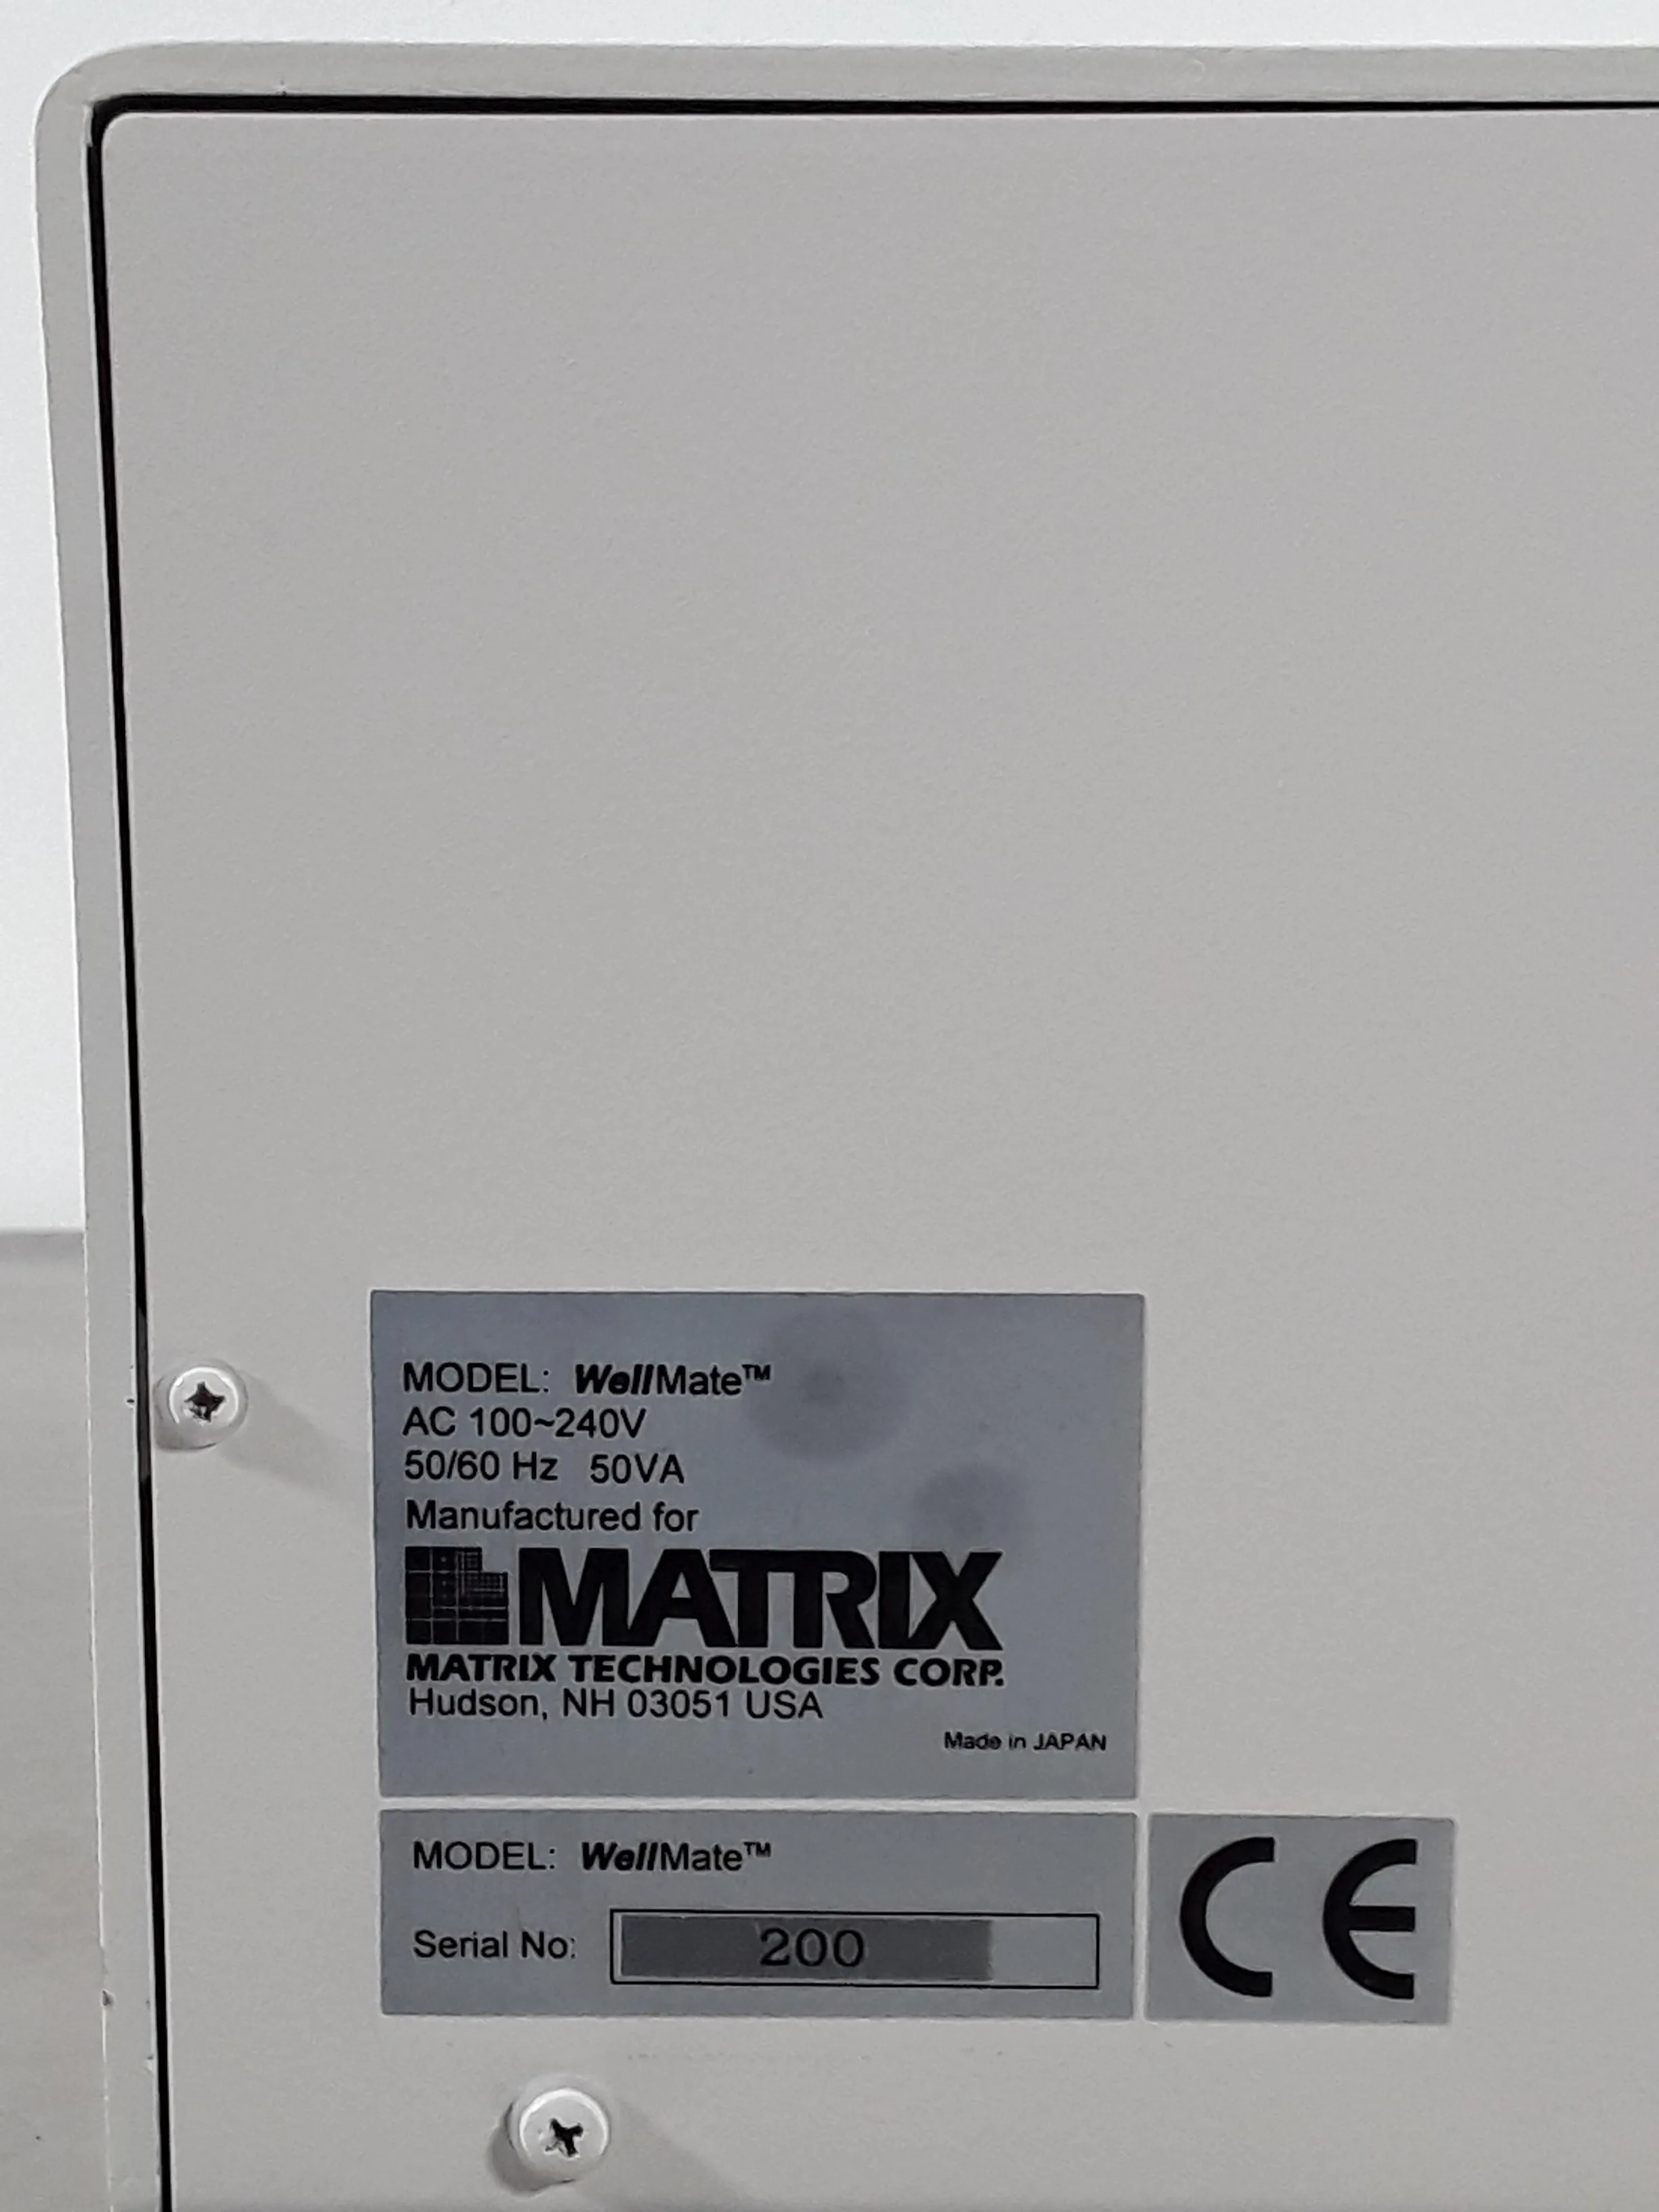 MODEL: WellMate™
AC 100~240V
50/60 Hz 50VA
Manufactured for
MATRIX
MATRIX TECHNOLOGIES CORP.
Hudson, NH 03051 USA
Made in JAPAN
MODEL: WellMate™
Serial No: 200
CE